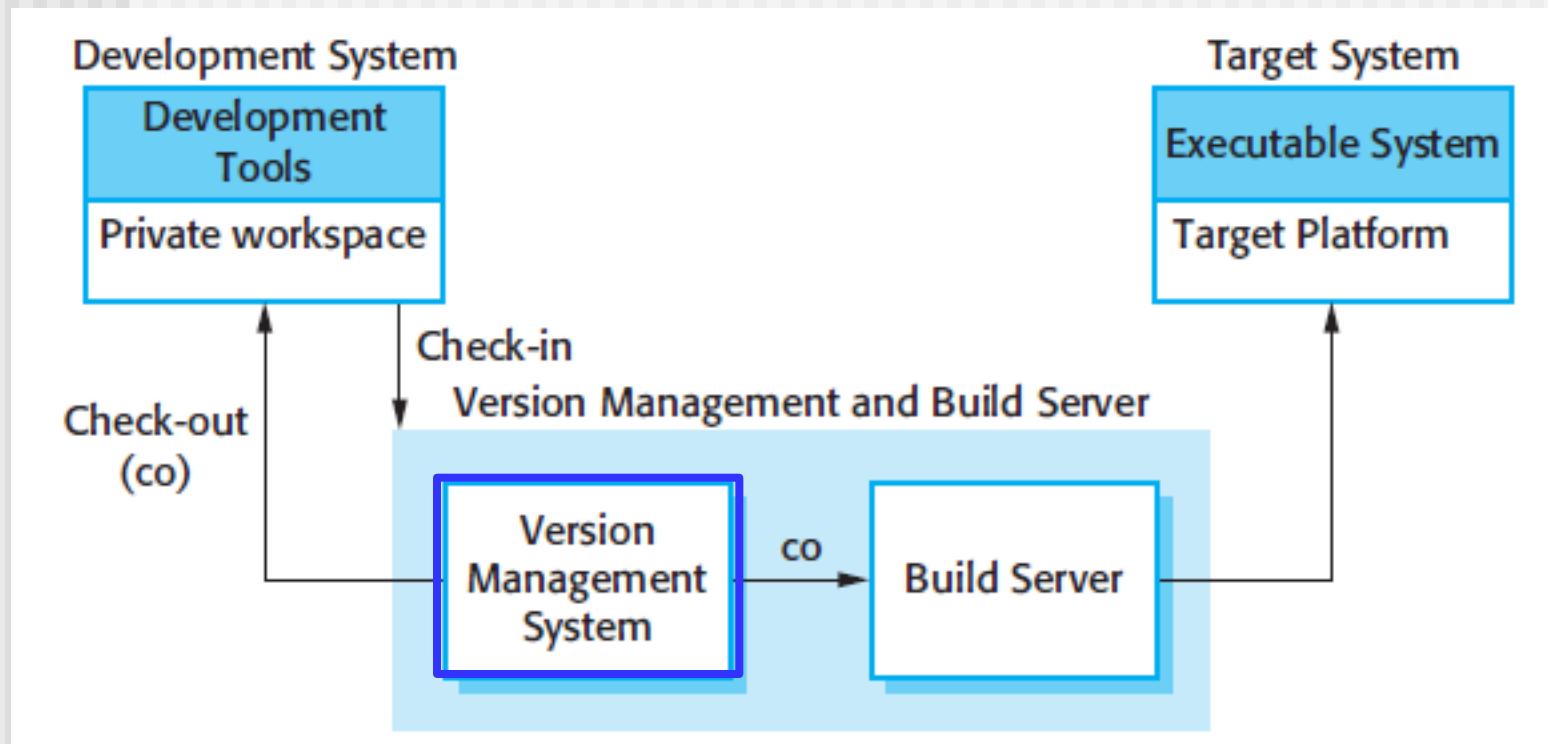 Development System
Development
Tools
Private workspace
Target System
Executable System
Target Platform
Check-in
Check-out
(co)
Version Management and Build Server
Version
Management
System
co
Build Server